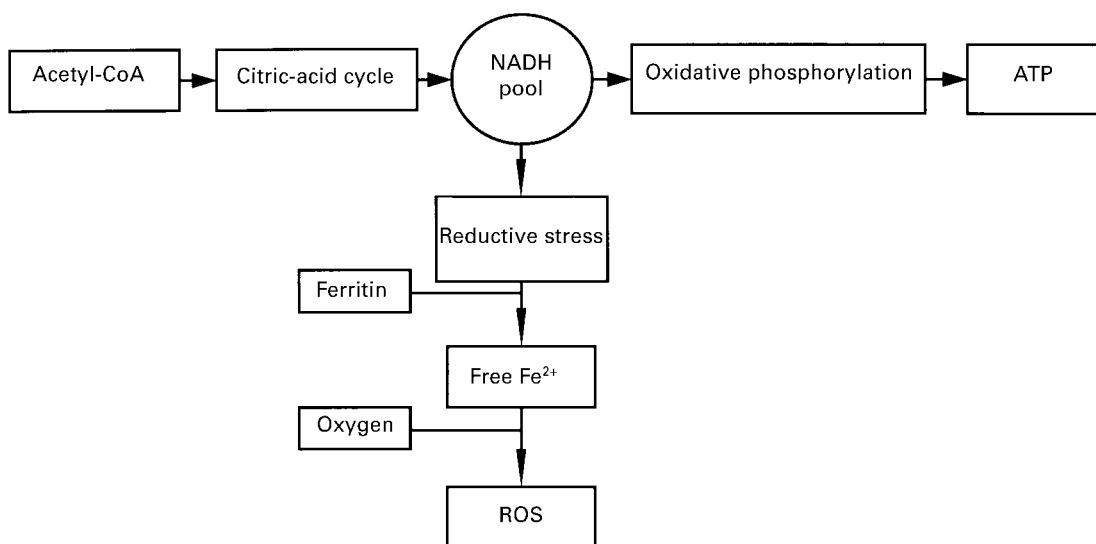 Acetyl-CoA
Citric-acid cycle
NADH
pool
Oxidative phosphorylation
ATP
Reductive stress
Ferritin
Free Fe²⁺
Oxygen
ROS